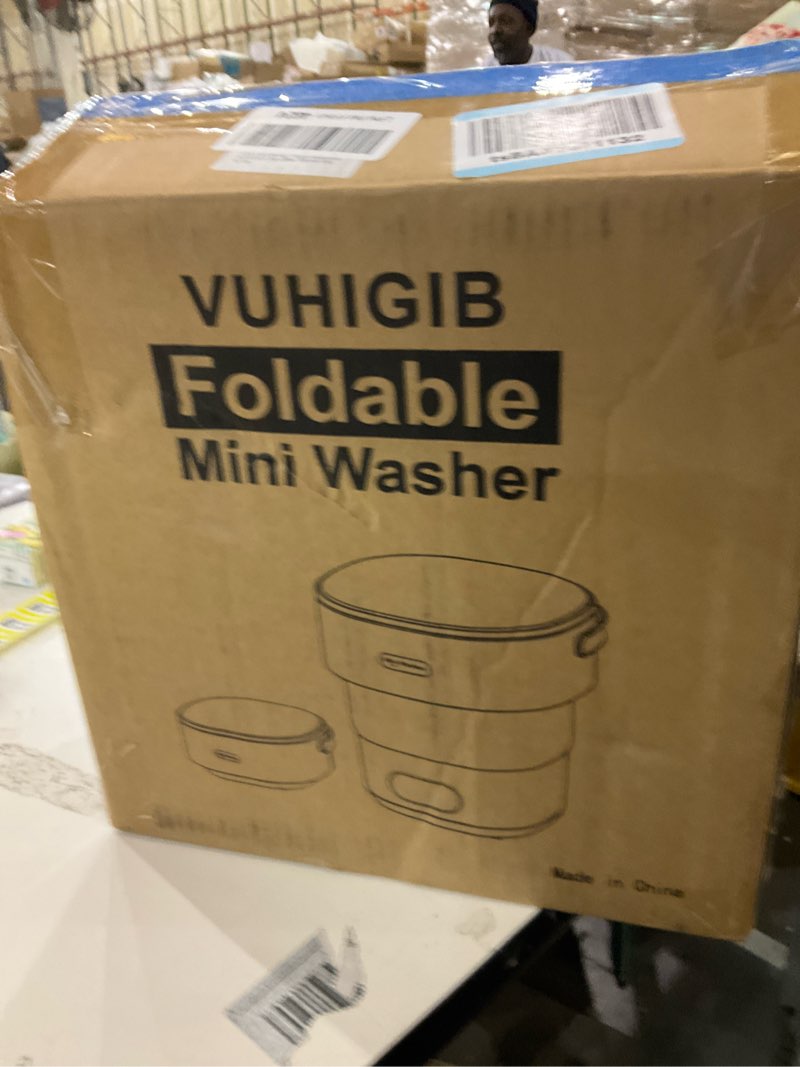 VUHIGIB
Foldable
Mini Washer
Made in China